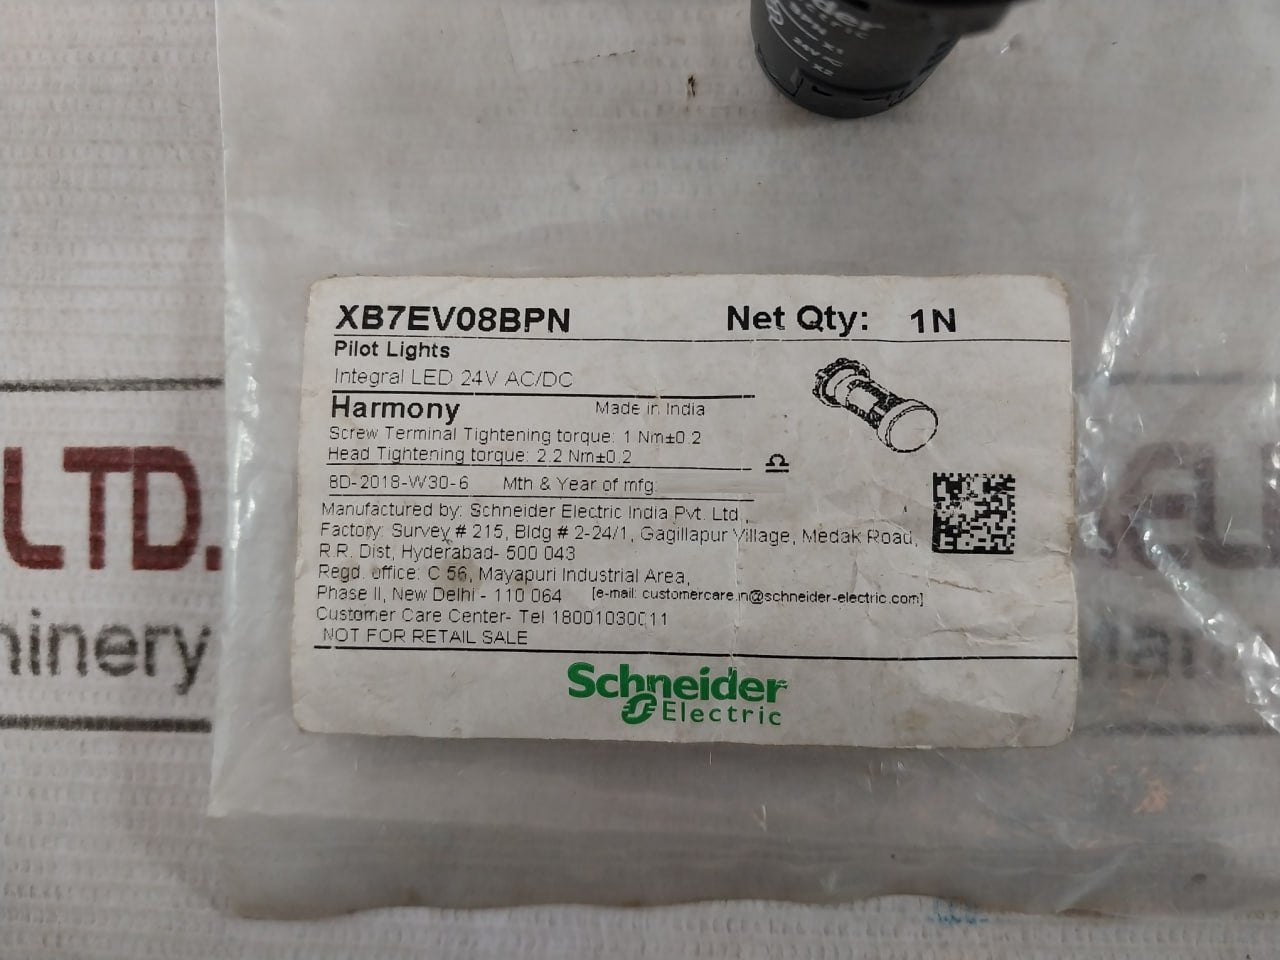 XB7EV08BPN Net Qty: 1N
Pilot Lights
Integral LED 24V AC/DC
Harmony Made in India
Screw Terminal Tightening torque: 1 Nm±0.2
Head Tightening torque: 2.2 Nm±0.2
8D-2018-W30-6 Mth & Year of mfg
Manufactured by: Schneider Electric India Pvt. Ltd.,
Factory: Survey # 215, Bldg # 2-24/1, Gagillapur Village, Medak Road,
R.R. Dist, Hyderabad- 500 043
Regd. office: C 56, Mayapuri Industrial Area,
Phase II, New Delhi - 110 064 [e-mail: customercare.in@schneider-electric.com]
Customer Care Center- Tel 18001030011
NOT FOR RETAIL SALE
Schneider
Electric
LTD.
hinery
X1
24V
X2